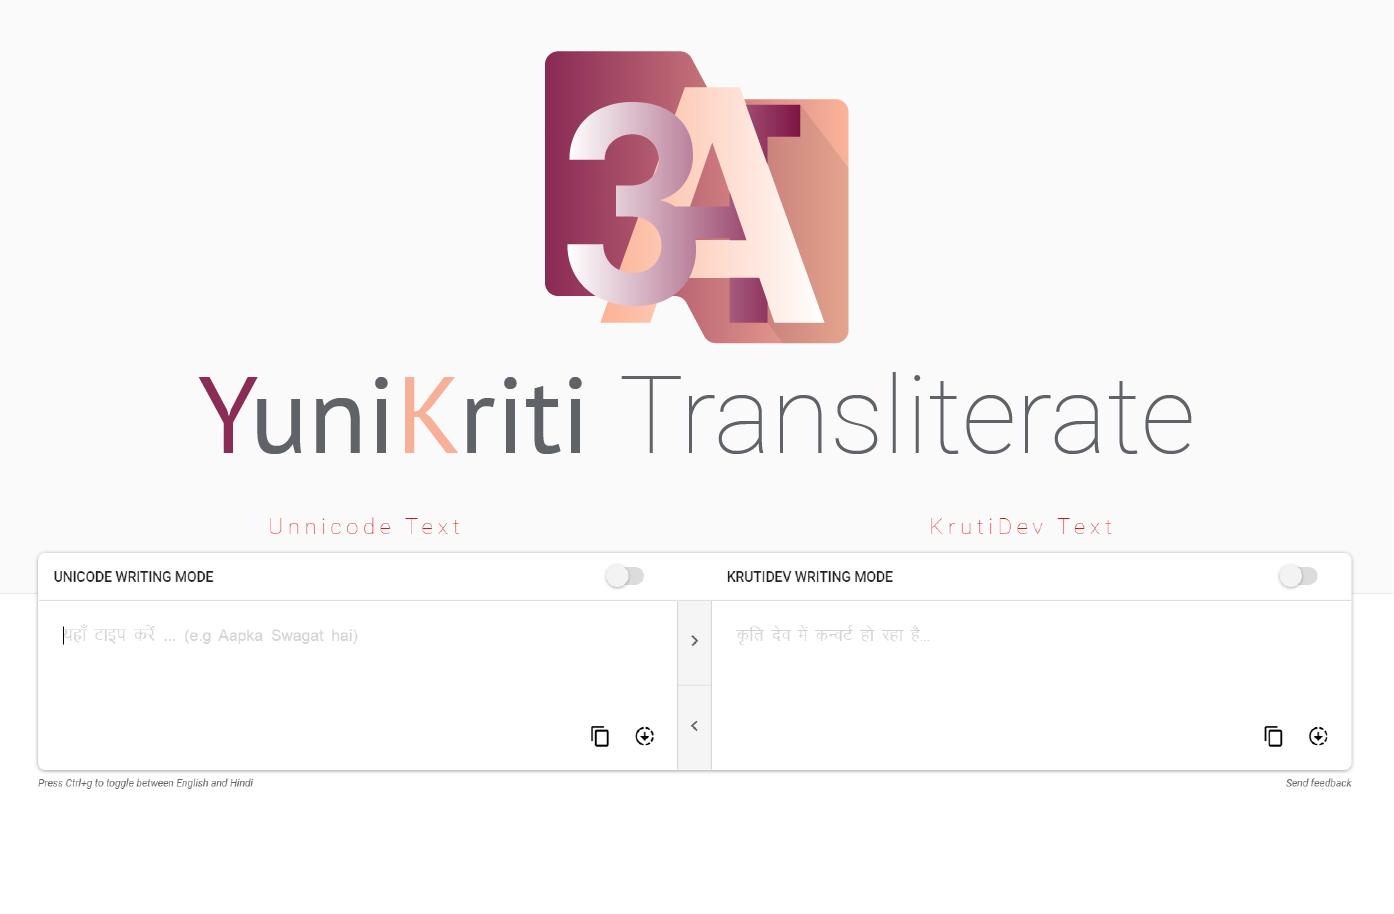 3AT
YuniKriti Transliterate
Unnicode Text
KrutiDev Text
UNICODE WRITING MODE
KRUTIDEV WRITING MODE
यहाँ टाइप करें ... (e.g Aapka Swagat hai)
कृति देव में कन्वर्ट हो रहा है...
Press Ctrl+g to toggle between English and Hindi
Send feedback